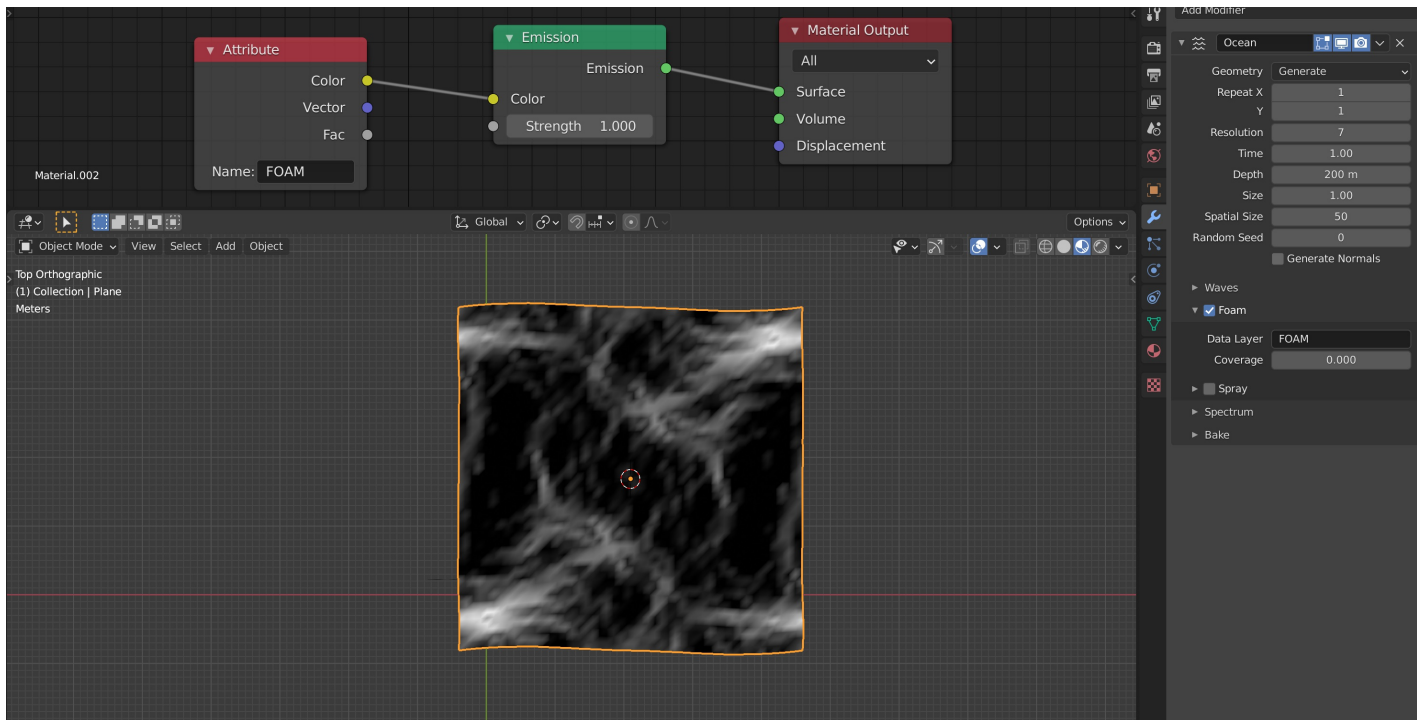 Attribute
Color
Vector
Fac
Name: FOAM
Material.002
Emission
Emission
Color
Strength 1.000
Material Output
All
Surface
Volume
Displacement
Global
Options
Object Mode View Select Add Object
Top Orthographic
(1) Collection | Plane
Meters
Add Modifier
Ocean
Geometry Generate
Repeat X 1
Y 1
Resolution 7
Time 1.00
Depth 200 m
Size 1.00
Spatial Size 50
Random Seed 0
Generate Normals
Waves
Foam
Data Layer FOAM
Coverage 0.000
Spray
Spectrum
Bake